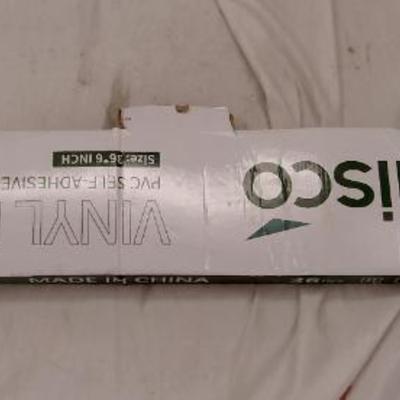 isco
VINYL
PVC SELF-ADHESIVE
Size:36*6 INCH
MADE IN CHINA